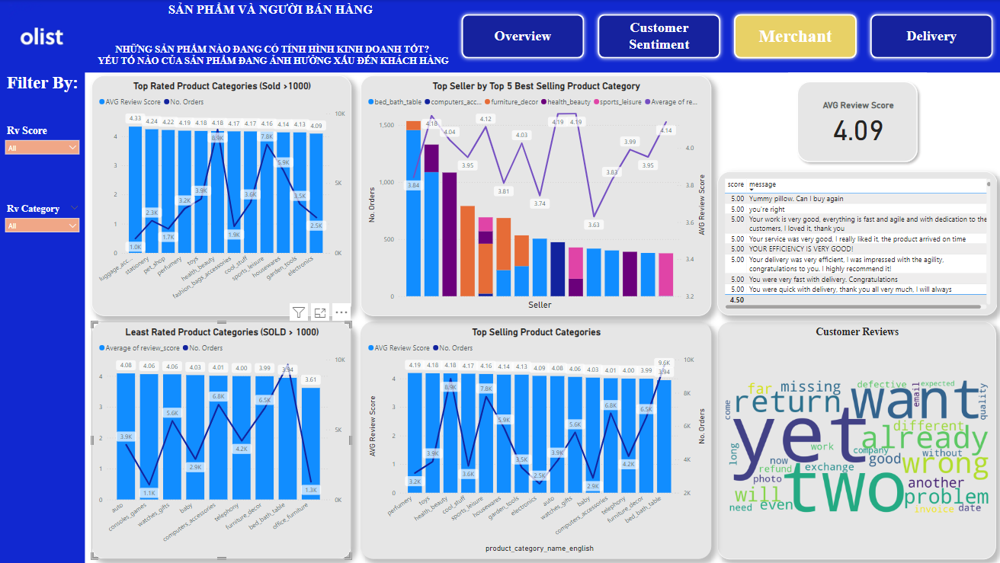 SẢN PHẨM VÀ NGƯỜI BÁN HÀNG
olist
NHỮNG SẢN PHẨM NÀO ĐANG CÓ TÍNH HÌNH KINH DOANH TỐT?
YẾU TỐ NÀO CỦA SẢN PHẨM ĐANG ẢNH HƯỞNG XẤU ĐẾN KHÁCH HÀNG
Overview
Customer
Sentiment
Merchant
Delivery
Filter By:
Rv Score
All
Rv Category
All
Top Rated Product Categories (Sold >1000)
AVG Review Score No. Orders
4.33 4.24 4.22 4.19 4.18 4.18 4.17 4.17 4.16 4.14 4.13 4.09
1.0K 2.3K 1.7K 3.2K 3.9K 8.9K 1.9K 3.6K 7.8K 5.9K 3.5K 2.5K
4
3
2
1
0
10K
5K
0K
luggage_acc...
stationery
pet_shop
perfumery
toys
health_beauty
fashion_bags_accessories
cool_stuff
sports_leisure
housewares
garden_tools
electronics
Top Seller by Top 5 Best Selling Product Category
bed_bath_table computers_acc... furniture_decor health_beauty sports_leisure Average of re...
3.84 4.18 4.04 3.95 4.12 3.81 4.03 3.74 4.19 4.19 3.63 3.83 3.99 3.95 4.14
No. Orders
1,500
1,000
500
0
AVG Review Score
4.0
3.8
3.6
3.4
3.2
Seller
AVG Review Score
4.09
score message
5.00 Yummy pillow. Can I buy again
5.00 you're right
5.00 Your work is very good, everything is fast and agile and with dedication to the
customers, I loved it, thank you
5.00 Your service was very good, I really liked it, the product arrived on time
5.00 YOUR EFFICIENCY IS VERY GOOD!
5.00 Your delivery was very efficient, I was impressed with the agility,
congratulations to you. I highly recommend it!
5.00 You were very fast with delivery. Congratulations
5.00 You were quick with delivery, thank you all very much, I will always
4.50
Least Rated Product Categories (SOLD > 1000)
Average of review_score No. Orders
4.08 4.06 4.06 4.03 4.01 4.00 3.99 3.94 3.61
3.9K 1.1K 5.6K 2.9K 6.8K 4.2K 6.5K 1.3K
4
3
2
1
0
10K
5K
0K
auto
consoles_games
watches_gifts
baby
computers_accessories
telephony
furniture_decor
bed_bath_table
office_furniture
Top Selling Product Categories
AVG Review Score No. Orders
4.19 4.18 4.18 4.17 4.16 4.14 4.13 4.09 4.08 4.06 4.03 4.01 4.00 3.99 3.94
3.2K 3.9K 8.9K 3.6K 7.8K 5.9K 3.5K 2.5K 3.9K 5.6K 2.9K 6.8K 4.2K 6.5K 9.6K
AVG Review Score
4
3
2
1
0
No. Orders
10K
8K
6K
4K
2K
perfumery
toys
health_beauty
cool_stuff
sports_leisure
housewares
garden_tools
electronics
auto
watches_gifts
baby
computers_accessories
telephony
furniture_decor
bed_bath_table
product_category_name_english
Customer Reviews
far missing defective expected
come return want email quality
yet different already
long work company without
now good wrong
refund exchange
photo two another
will problem
need even invoice date